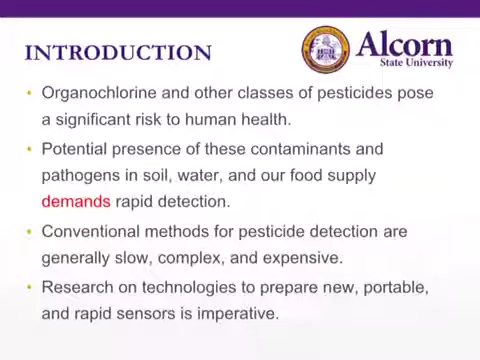 INTRODUCTION
Alcorn
State University
• Organochlorine and other classes of pesticides pose
a significant risk to human health.
• Potential presence of these contaminants and
pathogens in soil, water, and our food supply
demands rapid detection.
• Conventional methods for pesticide detection are
generally slow, complex, and expensive.
• Research on technologies to prepare new, portable,
and rapid sensors is imperative.